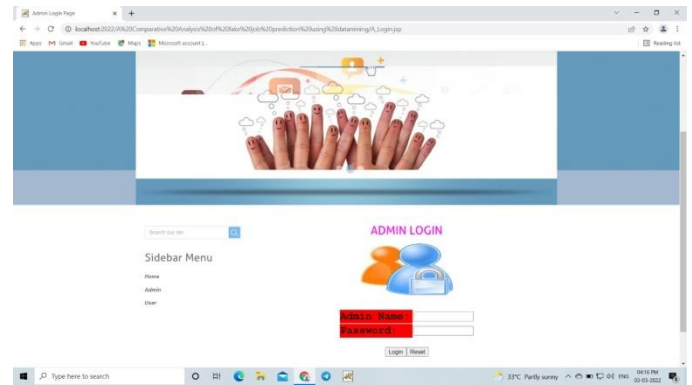 Admin Login Page
localhost:2022/A%20Comparative%20Analysis%20of%20fake%20job%20prediction%20using%20datamining/A_Login.jsp
Apps Gmail YouTube Maps Microsoft account |... Reading list
Search our site
ADMIN LOGIN
Sidebar Menu
Home
Admin
User
Admin Name:
Password:
Login Reset
Type here to search
33°C Partly sunny ENG 04:16 PM
03-03-2022